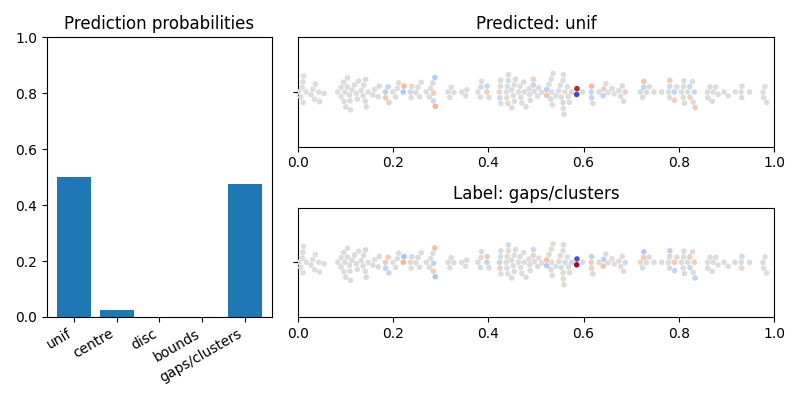 Prediction probabilities
1.0
0.8
0.6
0.4
0.2
0.0
unif
centre
disc
bounds
gaps/clusters
Predicted: unif
0.0 0.2 0.4 0.6 0.8 1.0
Label: gaps/clusters
0.0 0.2 0.4 0.6 0.8 1.0